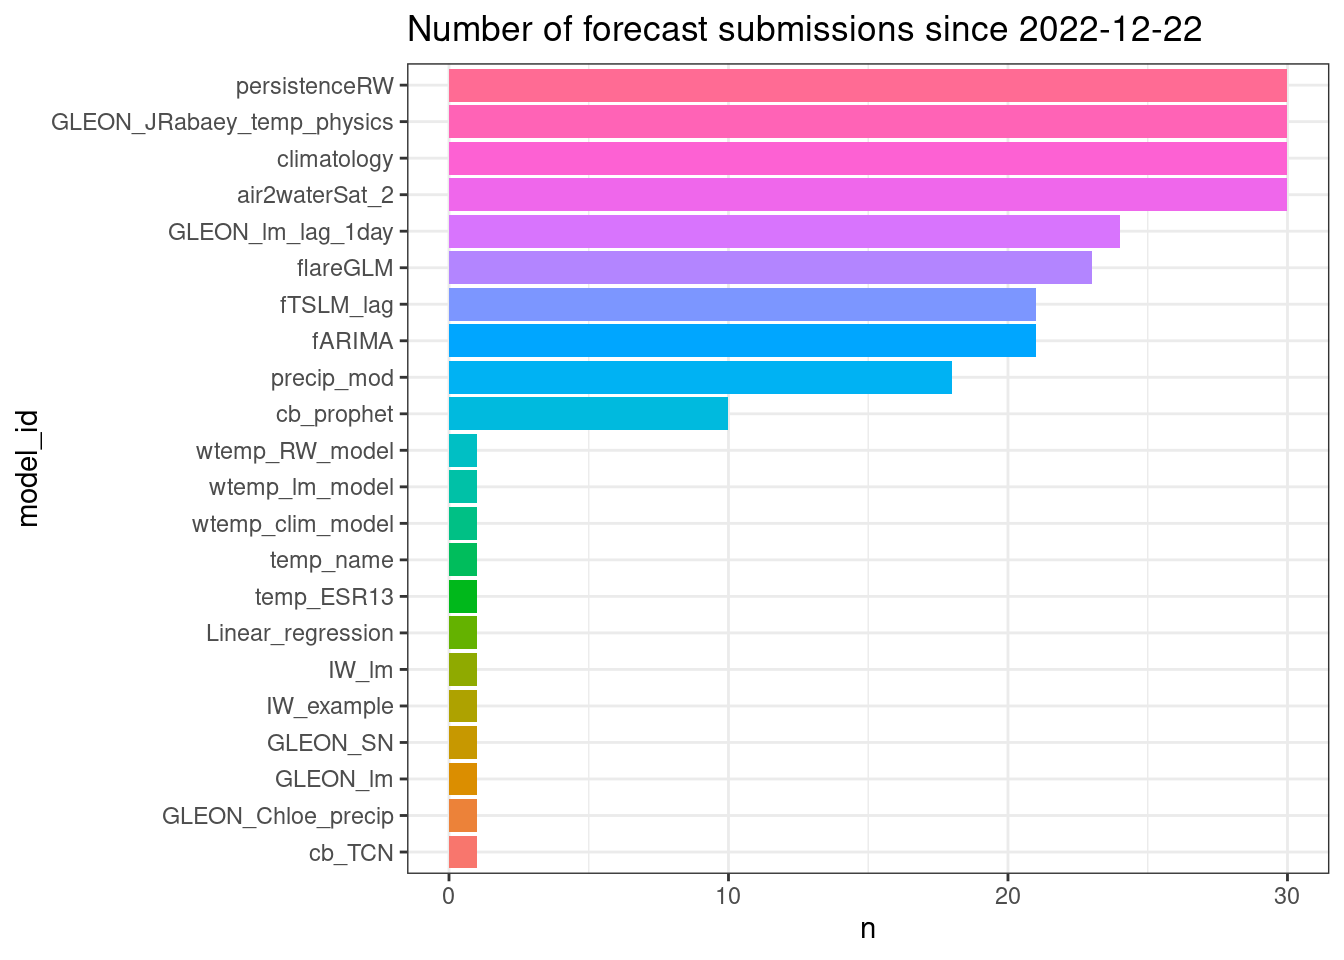 Number of forecast submissions since 2022-12-22
persistenceRW
GLEON_JRabaey_temp_physics
climatology
air2waterSat_2
GLEON_lm_lag_1day
flareGLM
fTSLM_lag
fARIMA
precip_mod
cb_prophet
wtemp_RW_model
wtemp_lm_model
wtemp_clim_model
temp_name
temp_ESR13
Linear_regression
IW_lm
IW_example
GLEON_SN
GLEON_lm
GLEON_Chloe_precip
cb_TCN
model_id
0 10 20 30
n